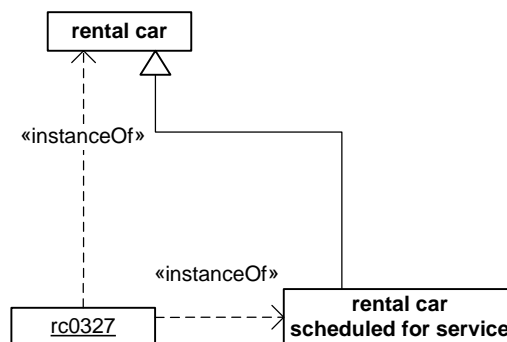 rental car
«instanceOf»
«instanceOf»
rc0327
rental car
scheduled for service